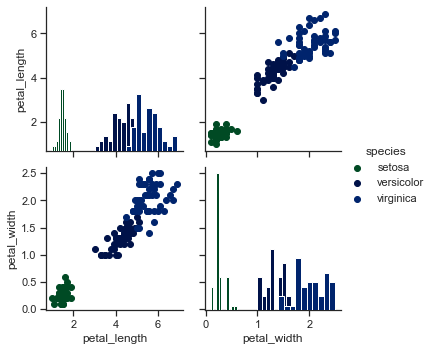 petal_length
6
4
2
species
setosa
versicolor
virginica
petal_width
2.5
2.0
1.5
1.0
0.5
0.0
2 4 6
petal_length
0 1 2
petal_width